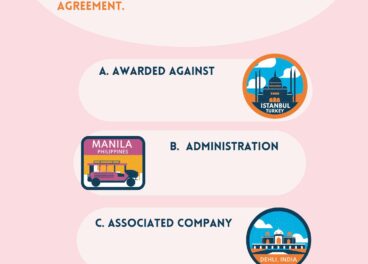 AGREEMENT.
A. AWARDED AGAINST
ISTANBUL
TURKEY
MANILA
PHILIPPINES
B. ADMINISTRATION
C. ASSOCIATED COMPANY
DEHLI, INDIA